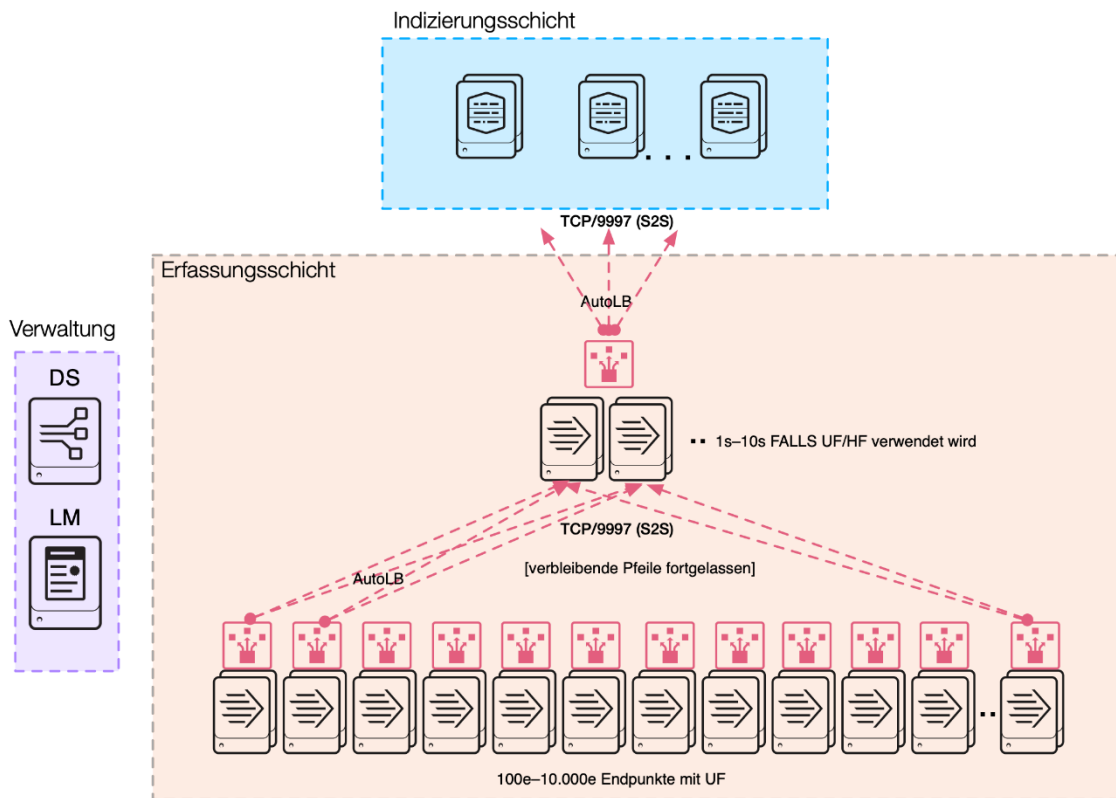 Indizierungsschicht
TCP/9997 (S2S)
Erfassungsschicht
AutoLB
Verwaltung
DS
1s–10s FALLS UF/HF verwendet wird
LM
TCP/9997 (S2S)
[verbleibende Pfeile fortgelassen]
AutoLB
100e–10.000e Endpunkte mit UF